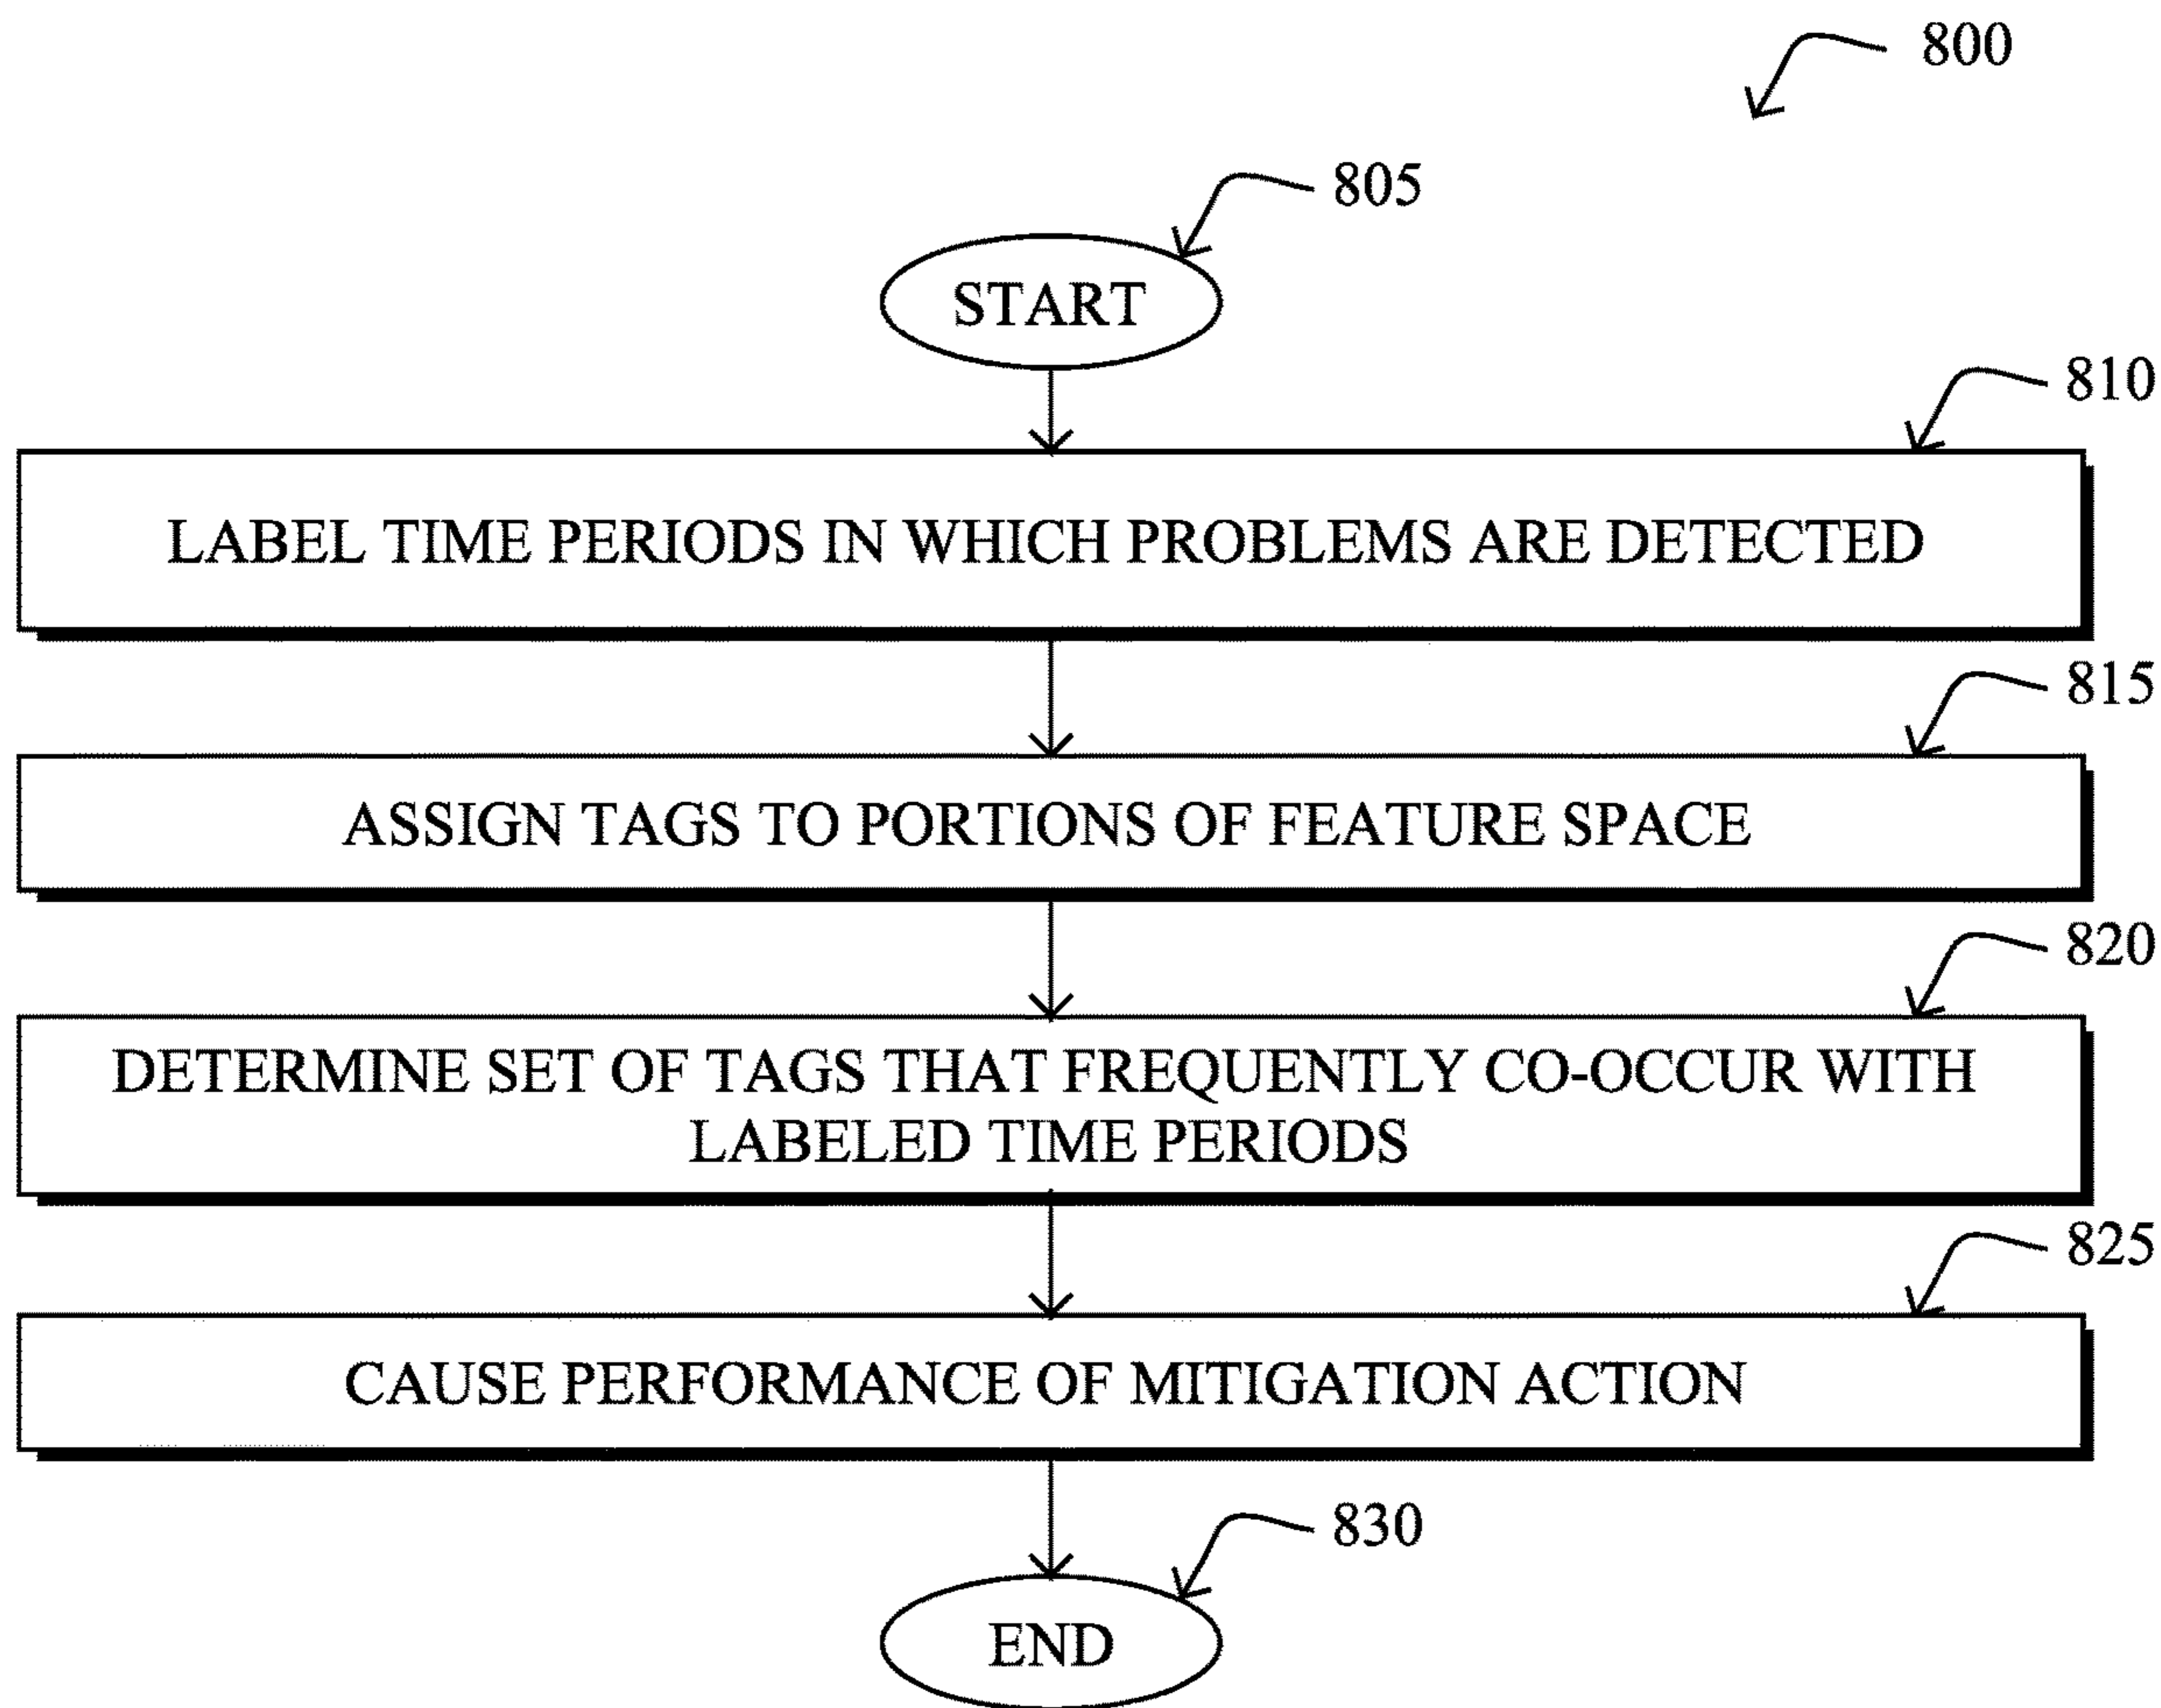 800
805
START
810
LABEL TIME PERIODS IN WHICH PROBLEMS ARE DETECTED
815
ASSIGN TAGS TO PORTIONS OF FEATURE SPACE
820
DETERMINE SET OF TAGS THAT FREQUENTLY CO-OCCUR WITH
LABELED TIME PERIODS
825
CAUSE PERFORMANCE OF MITIGATION ACTION
830
END